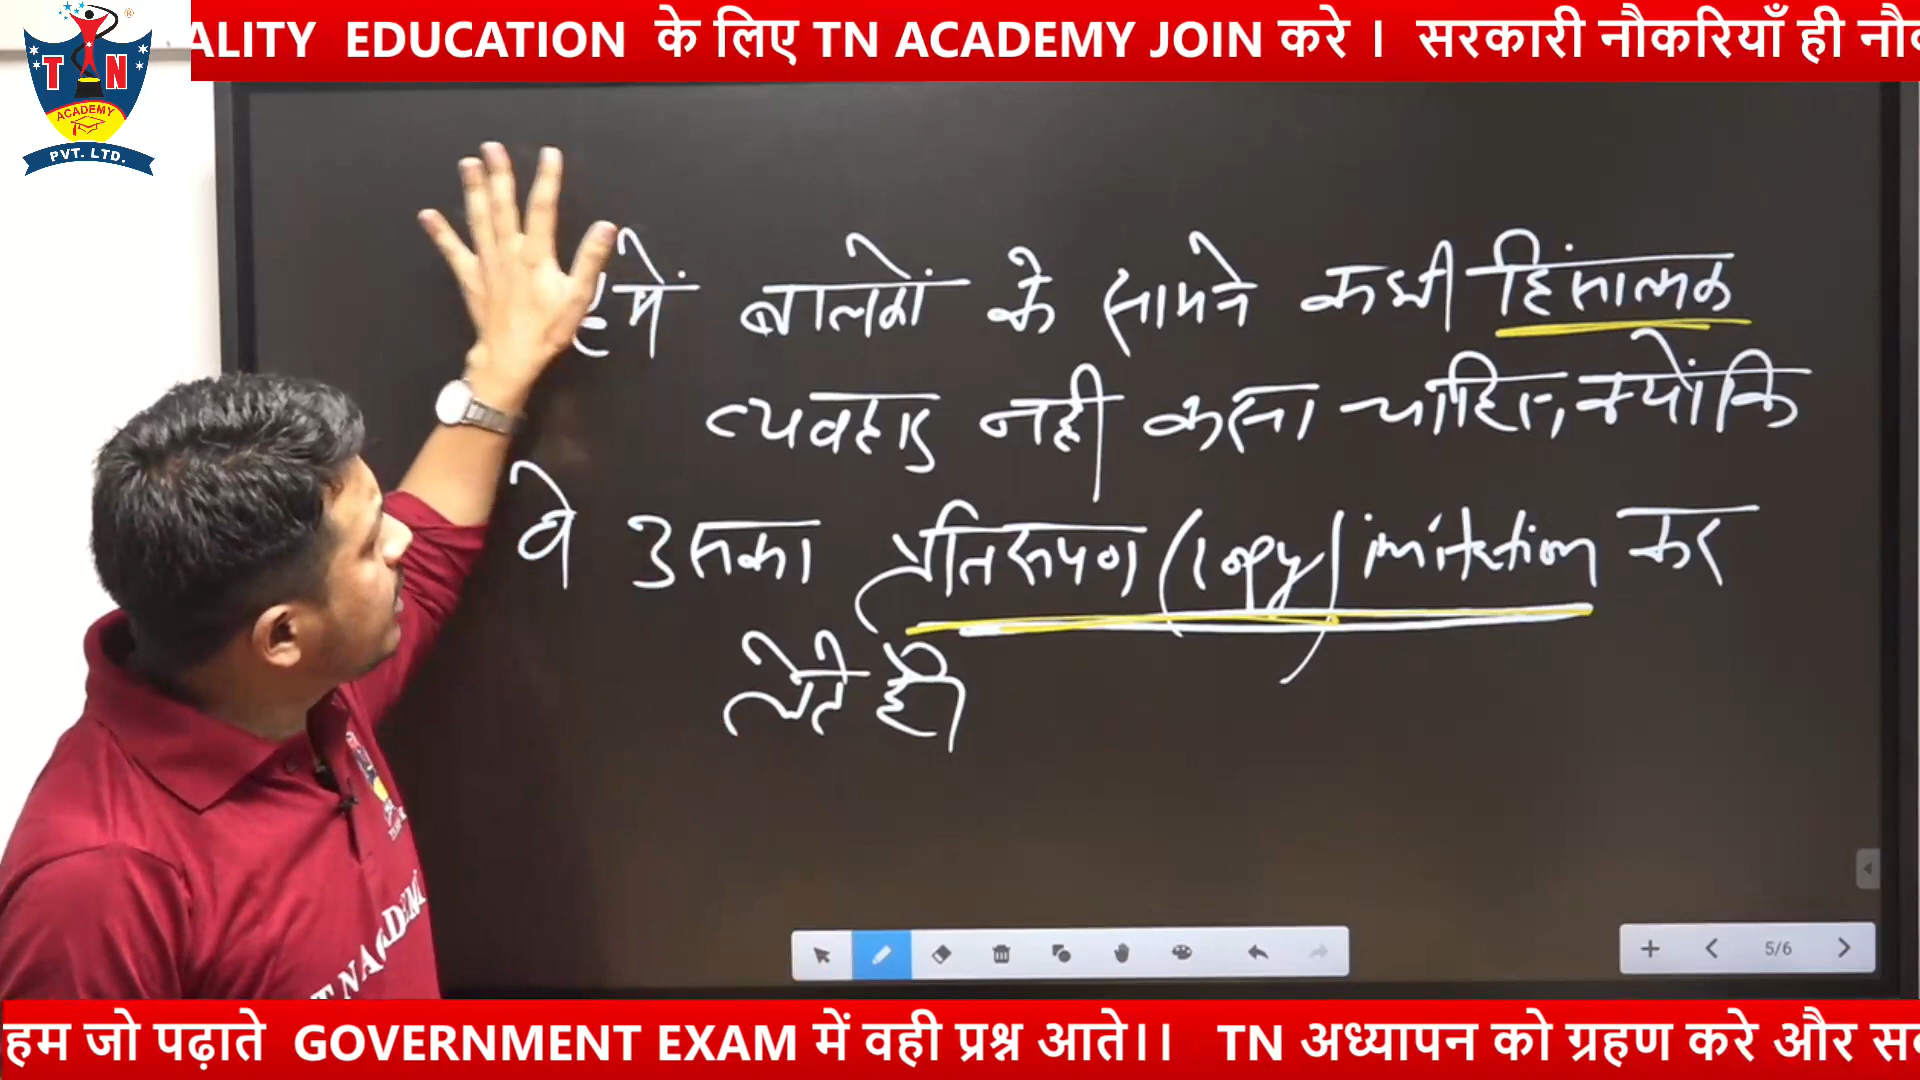 ALITY EDUCATION के लिए TN ACADEMY JOIN करे । सरकारी नौकरियाँ ही नौक
®
T N
ACADEMY
PVT. LTD.
हमें बालकों के सामने कभी हिंसात्मक
व्यवहार नही करना चाहिए, क्योंकि
वे उसका प्रतिरूपण (Copy) imitation कर
लेते है।
T N ACADEM
5/6
हम जो पढ़ाते GOVERNMENT EXAM में वही प्रश्न आते।। TN अध्यापन को ग्रहण करे और सव